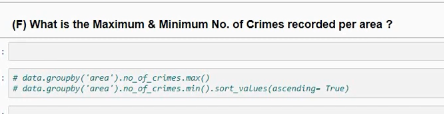 (F) What is the Maximum & Minimum No. of Crimes recorded per area ?
:
: # data.groupby('area').no_of_crimes.max()
# data.groupby('area').no_of_crimes.min().sort_values(ascending= True)